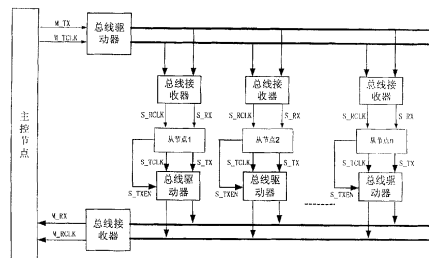 M_TX
M_TCLK
总线驱
动器
总线接
收器
总线接
收器
总线接
收器
S_RCLK
S_RX
S_RCLK
S_RX
S_RCLK
S_RX
主控节点
从节点1
从节点2
从节点n
S_TCLK
S_TX
S_TCLK
S_TX
S_TCLK
S_TX
总线驱
动器
总线驱
动器
总线驱
动器
S_TXEN
S_TXEN
S_TXEN
M_RX
M_RCLK
总线接
收器